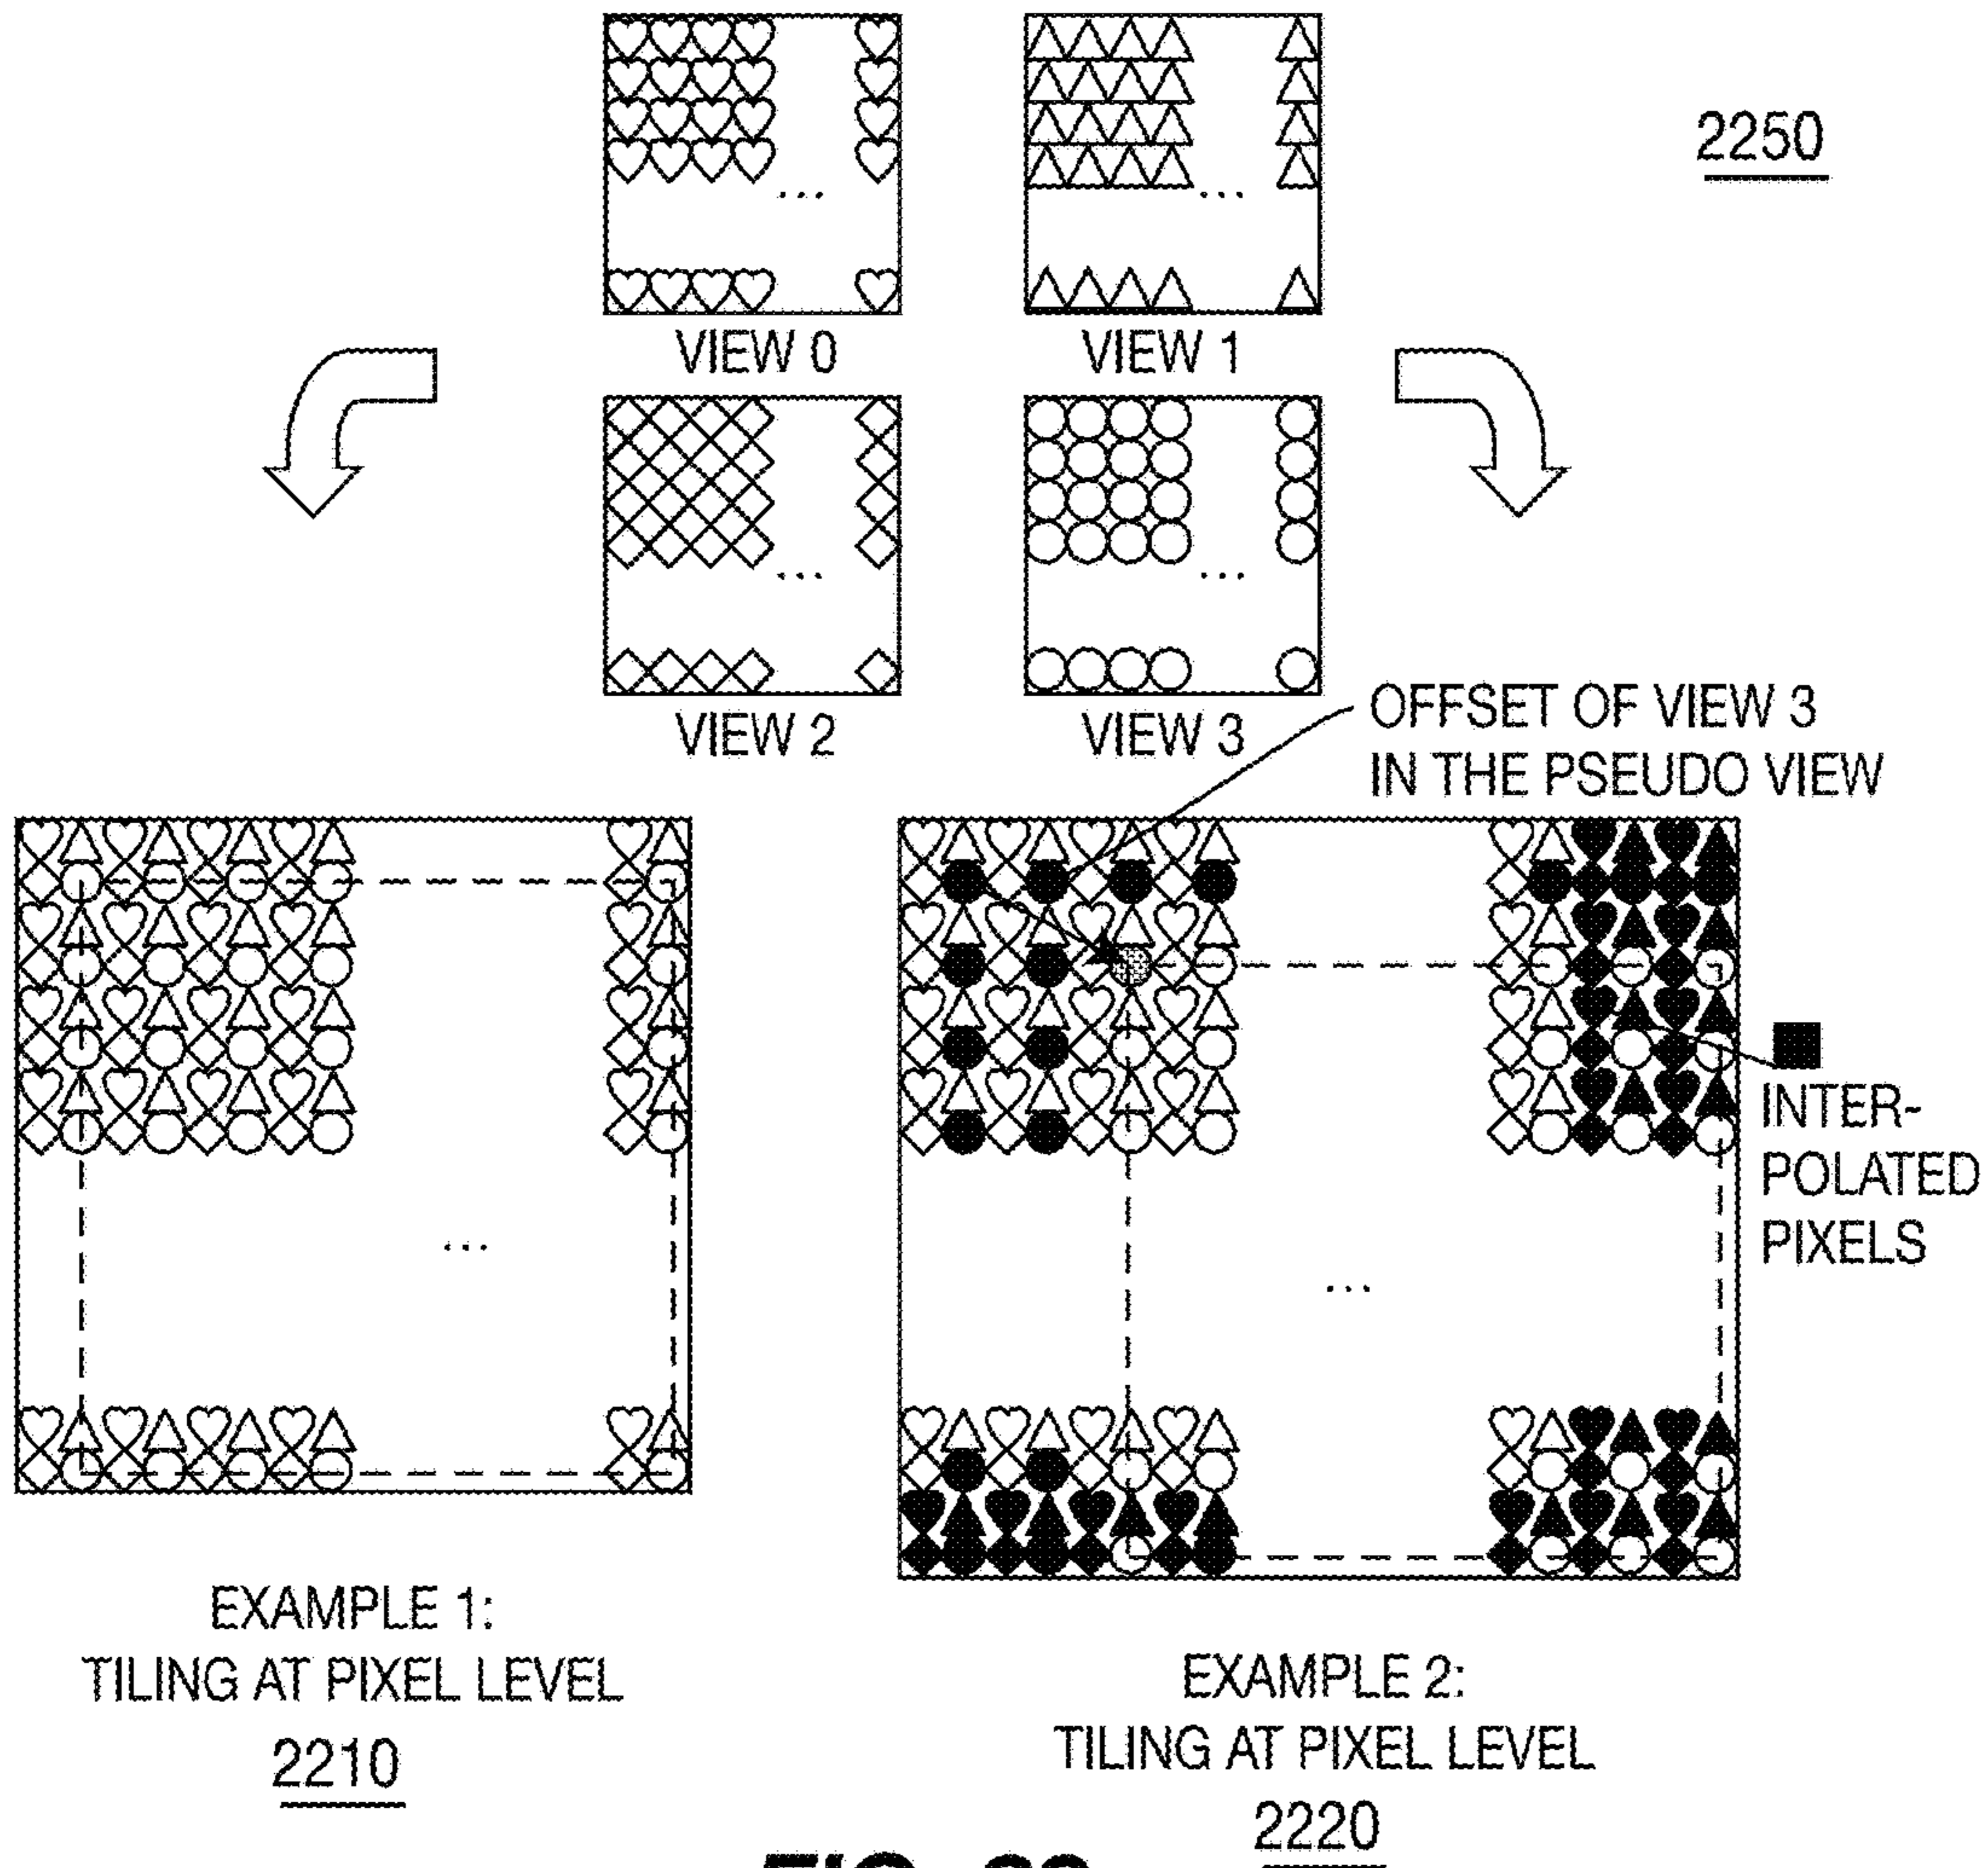 2250
VIEW 0
VIEW 1
VIEW 2
VIEW 3
OFFSET OF VIEW 3
IN THE PSEUDO VIEW
INTER-
POLATED
PIXELS
EXAMPLE 1:
TILING AT PIXEL LEVEL
2210
EXAMPLE 2:
TILING AT PIXEL LEVEL
2220